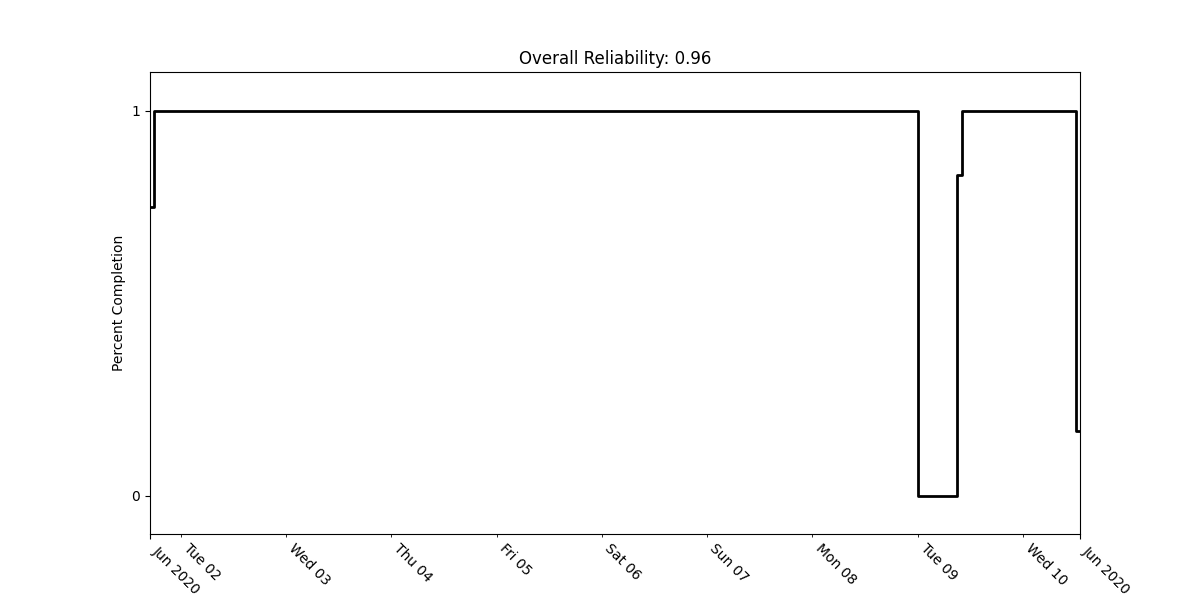 Overall Reliability: 0.96
1
Percent Completion
0
Jun 2020
Tue 02
Wed 03
Thu 04
Fri 05
Sat 06
Sun 07
Mon 08
Tue 09
Wed 10
Jun 2020